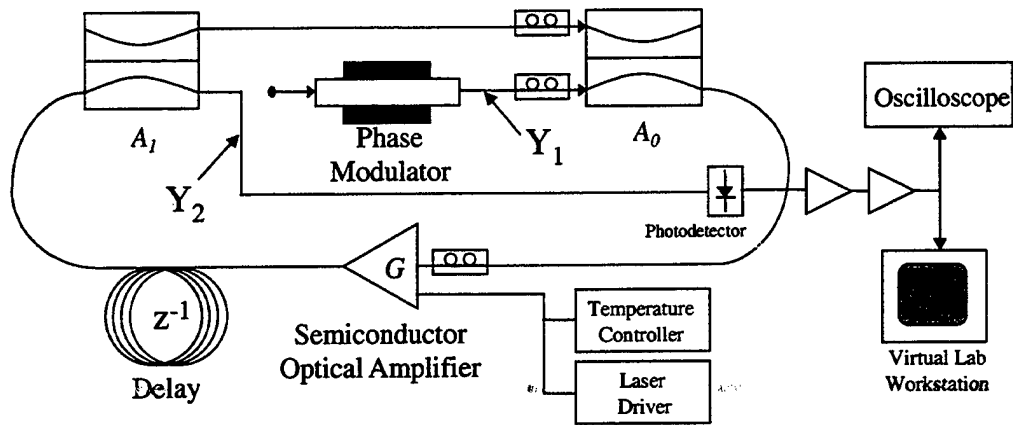 A1
Phase
Modulator
Y1
A0
Oscilloscope
Y2
Photodetector
G
z-1
Semiconductor
Optical Amplifier
Delay
Temperature
Controller
Laser
Driver
Virtual Lab
Workstation